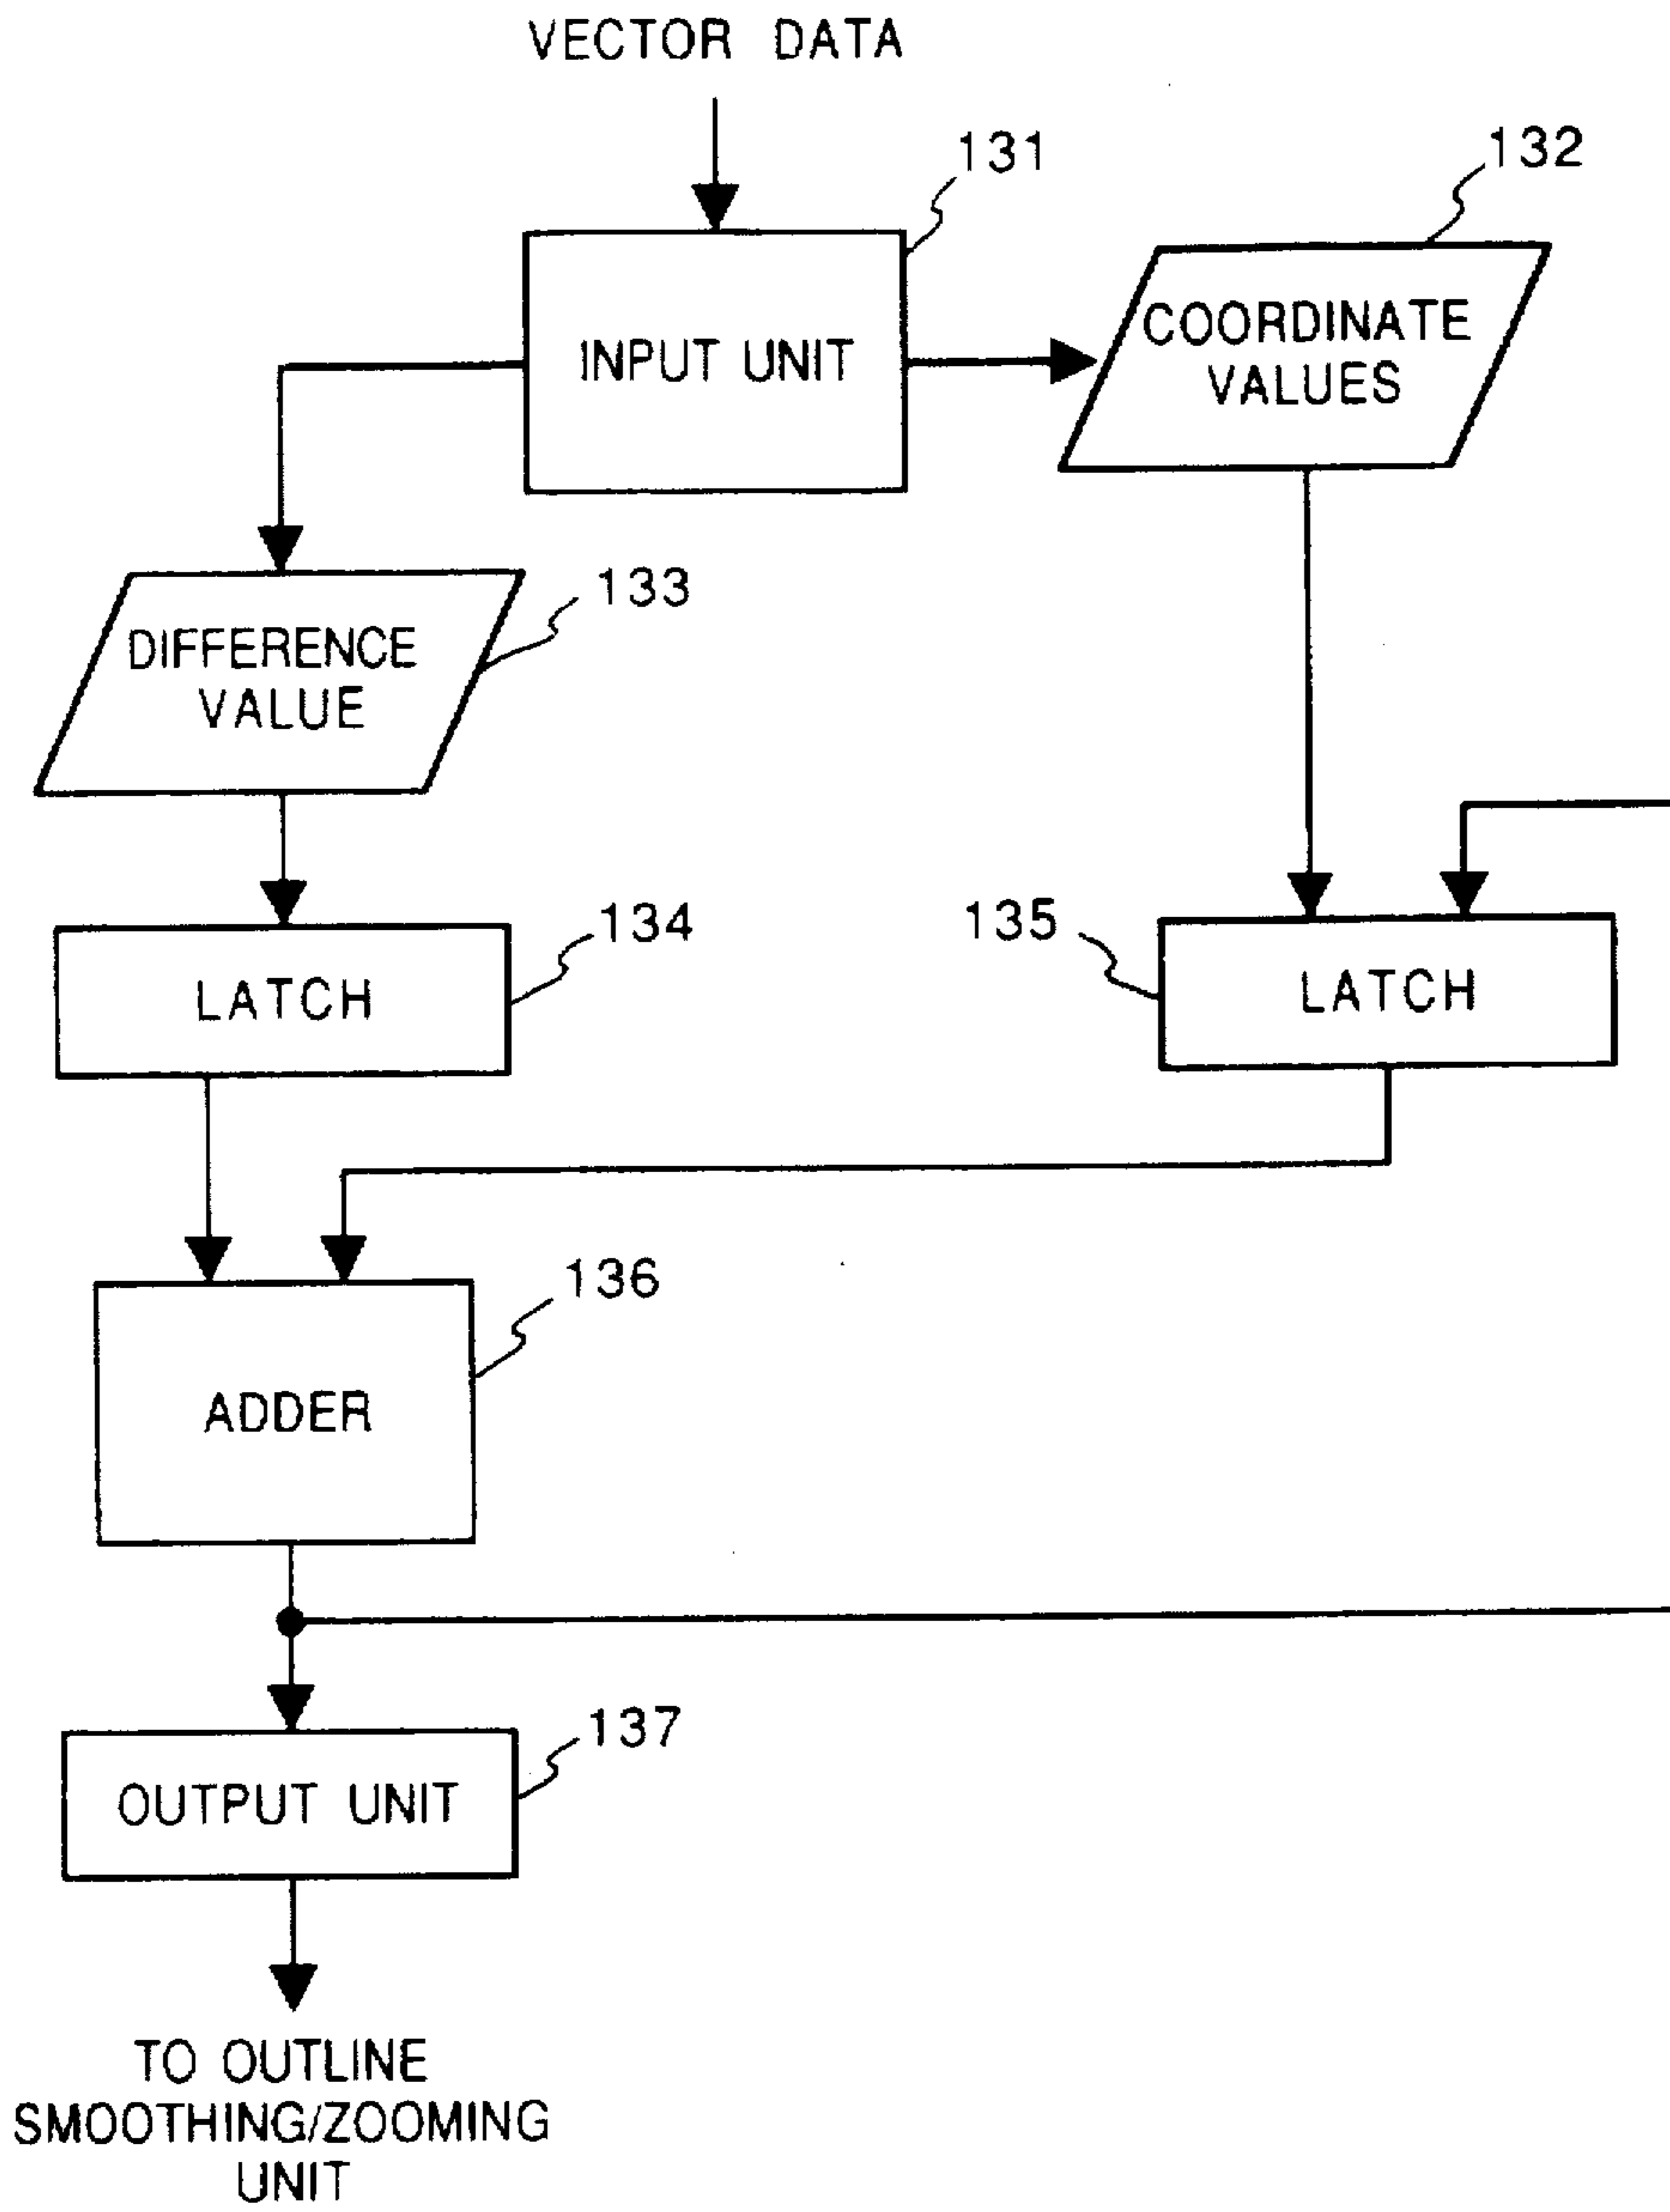 VECTOR DATA
131
132
INPUT UNIT
COORDINATE
VALUES
133
DIFFERENCE
VALUE
134
135
LATCH
LATCH
136
ADDER
137
OUTPUT UNIT
TO OUTLINE
SMOOTHING/ZOOMING
UNIT